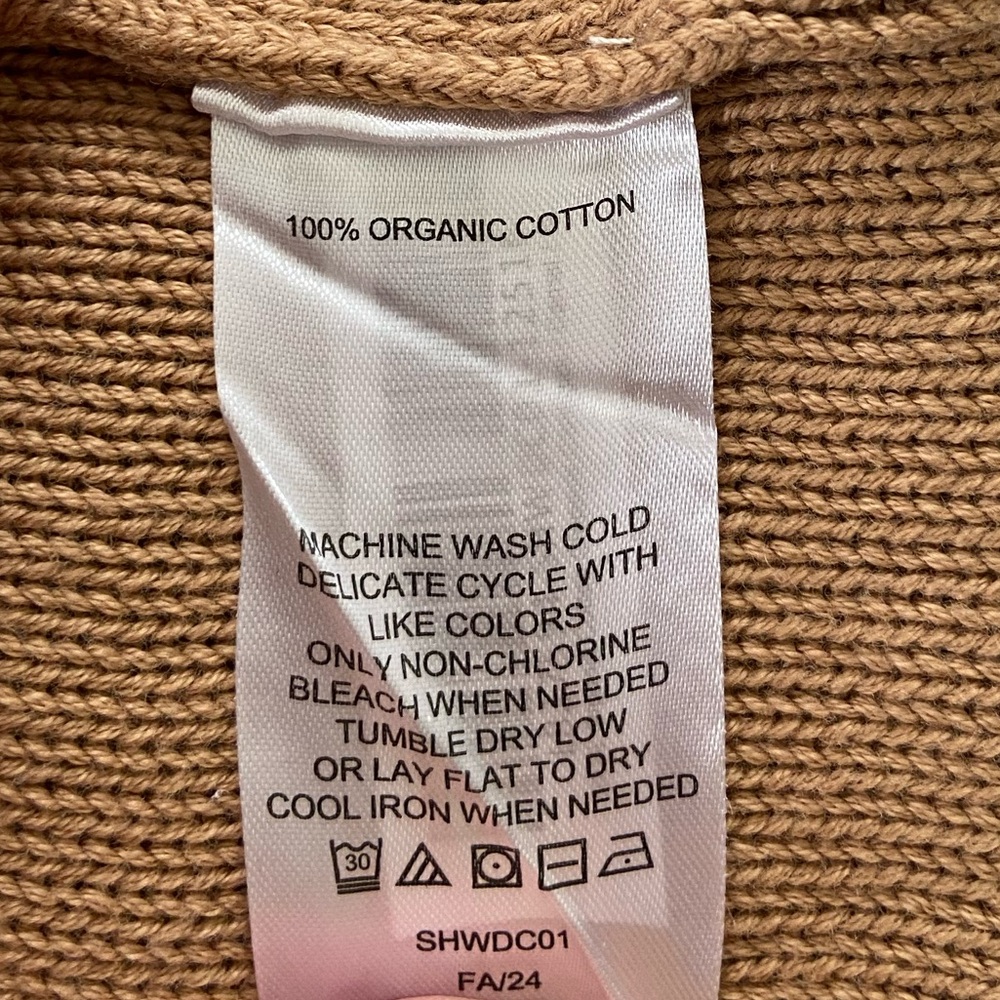 100% ORGANIC COTTON
MACHINE WASH COLD
DELICATE CYCLE WITH
LIKE COLORS
ONLY NON-CHLORINE
BLEACH WHEN NEEDED
TUMBLE DRY LOW
OR LAY FLAT TO DRY
COOL IRON WHEN NEEDED
30
SHWDC01
FA/24